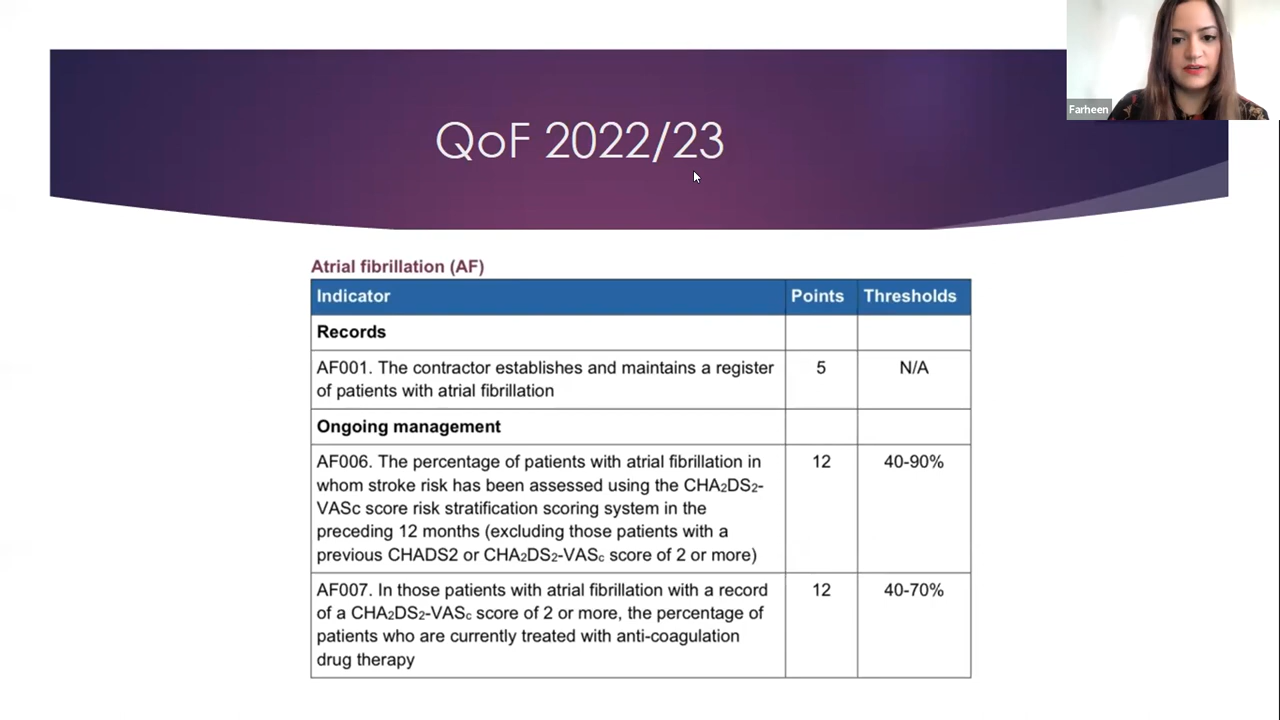 Farheen
QoF 2022/23
Atrial fibrillation (AF)
Indicator Points Thresholds
Records
AF001. The contractor establishes and maintains a register 5 N/A
of patients with atrial fibrillation
Ongoing management
AF006. The percentage of patients with atrial fibrillation in 12 40-90%
whom stroke risk has been assessed using the CHA₂DS₂-
VASc score risk stratification scoring system in the
preceding 12 months (excluding those patients with a
previous CHADS2 or CHA₂DS₂-VASc score of 2 or more)
AF007. In those patients with atrial fibrillation with a record 12 40-70%
of a CHA₂DS₂-VASc score of 2 or more, the percentage of
patients who are currently treated with anti-coagulation
drug therapy